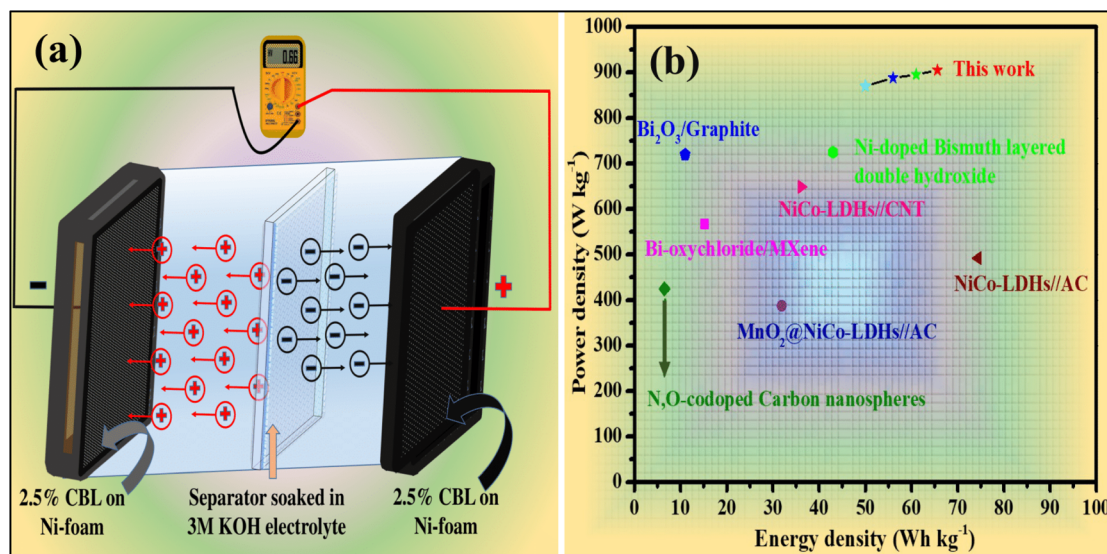 (a)
0.66
-
+
2.5% CBL on
Ni-foam
Separator soaked in
3M KOH electrolyte
2.5% CBL on
Ni-foam
(b)
Power density (W kg⁻¹)
1000
900
800
700
600
500
400
300
200
100
0
This work
Bi₂O₃/Graphite
Ni-doped Bismuth layered
double hydroxide
NiCo-LDHs//CNT
Bi-oxychloride/MXene
NiCo-LDHs//AC
MnO₂@NiCo-LDHs//AC
N,O-codoped Carbon nanospheres
0 10 20 30 40 50 60 70 80 90 100
Energy density (Wh kg⁻¹)